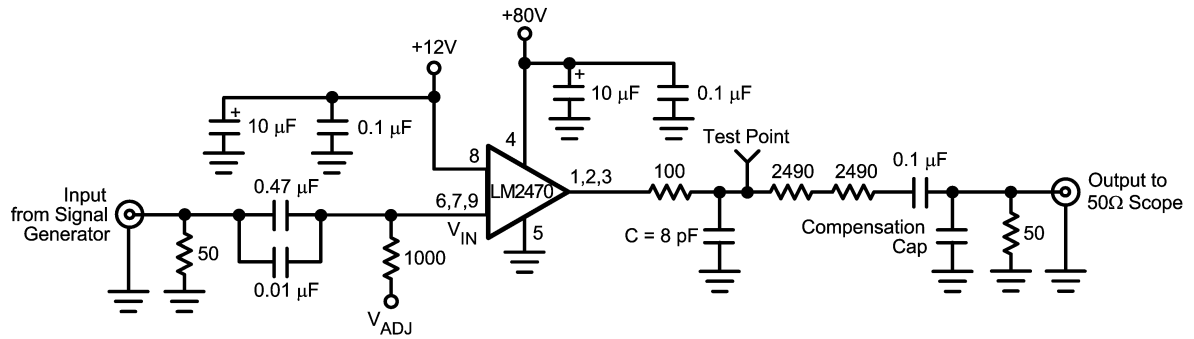 +80V
+12V
+
10 µF
0.1 µF
+
10 µF
0.1 µF
Test Point
4
8
LM2470
1,2,3
100
2490
2490
0.1 µF
Input
from Signal
Generator
0.47 µF
6,7,9
V_IN
5
50
0.01 µF
1000
V_ADJ
C = 8 pF
Compensation
Cap
50
Output to
50Ω Scope